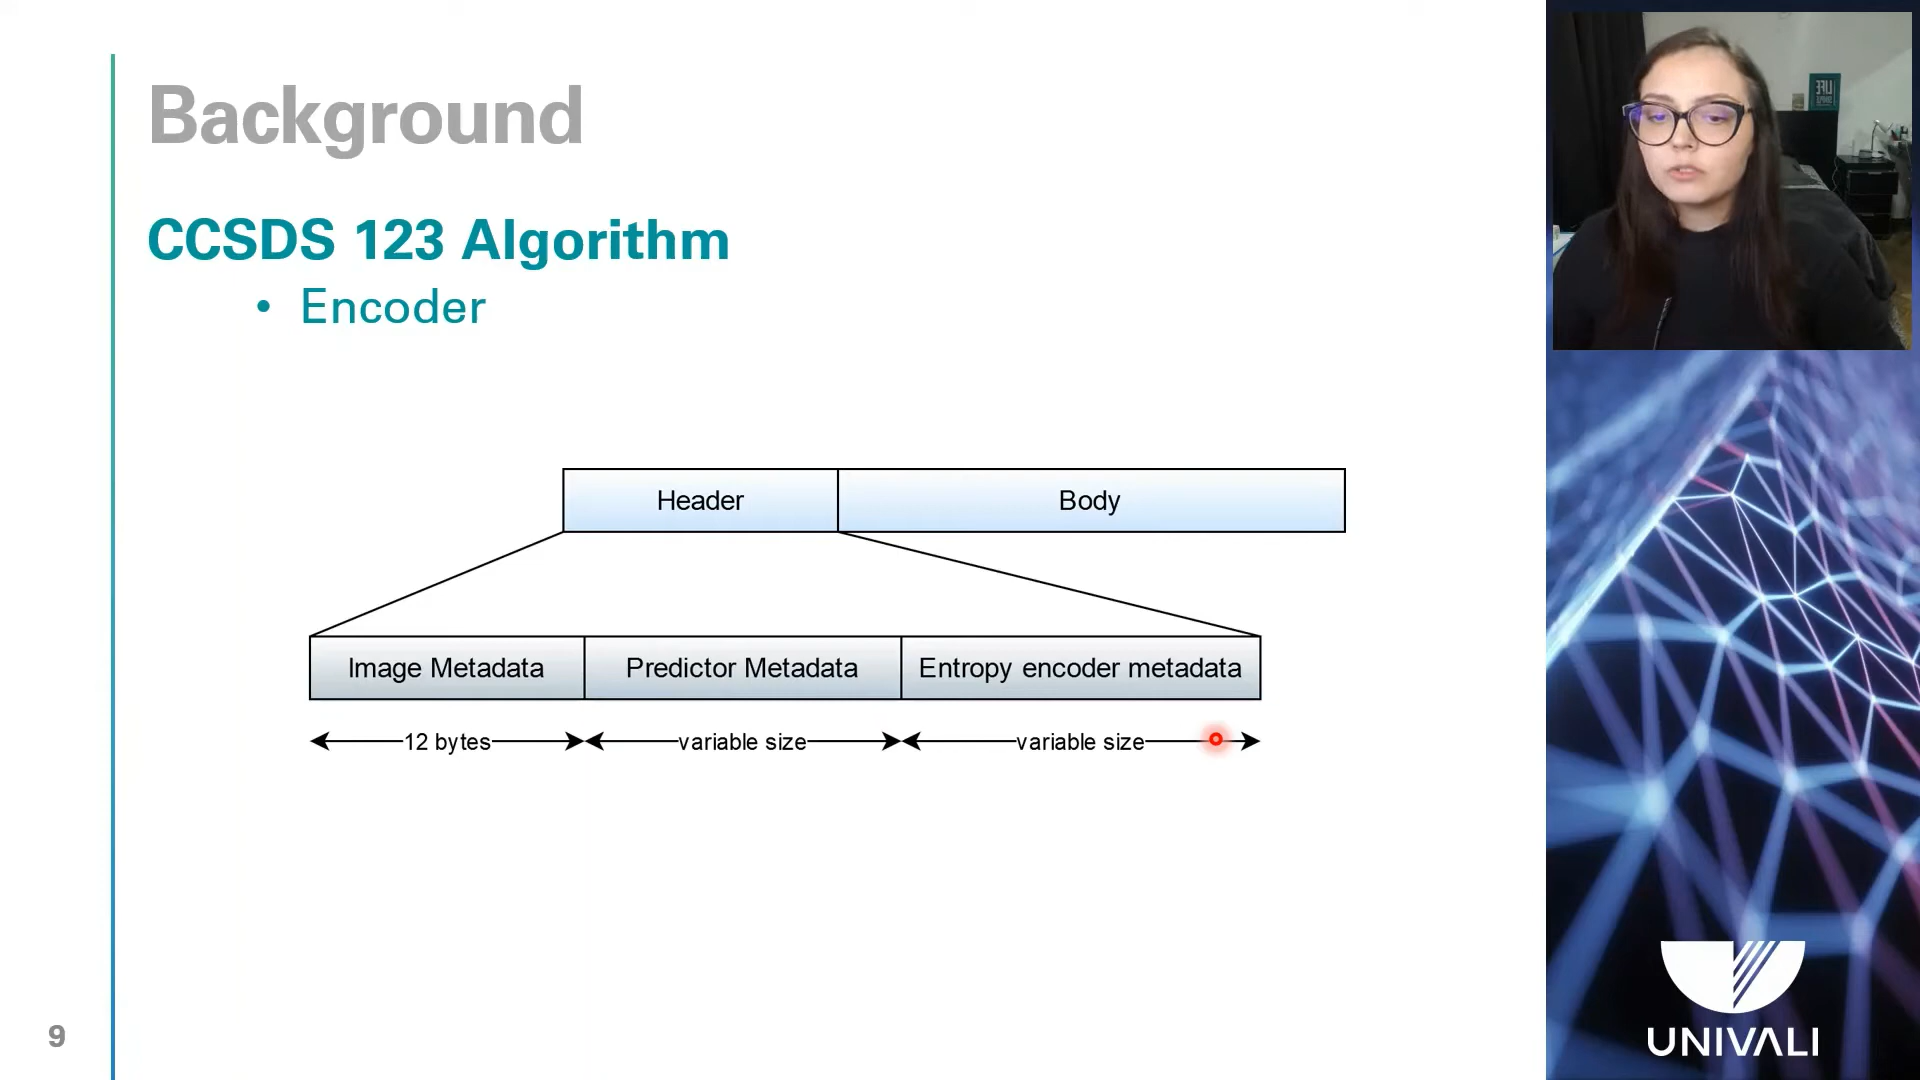 Background
CCSDS 123 Algorithm
• Encoder
Header
Body
Image Metadata
Predictor Metadata
Entropy encoder metadata
12 bytes
variable size
variable size
9
UNIVALI